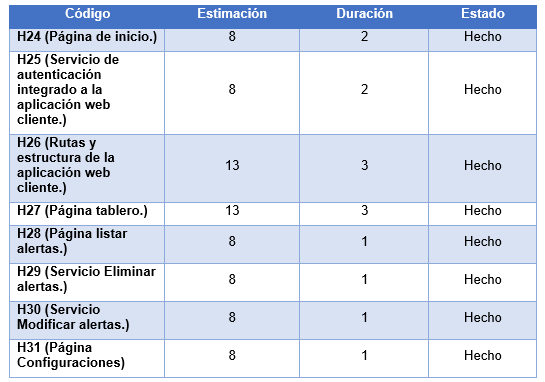 Código Estimación Duración Estado
H24 (Página de inicio.) 8 2 Hecho
H25 (Servicio de
autenticación
integrado a la
aplicación web
cliente.)
8 2 Hecho
H26 (Rutas y
estructura de la
aplicación web
cliente.)
13 3 Hecho
H27 (Página tablero.) 13 3 Hecho
H28 (Página listar
alertas.)
8 1 Hecho
H29 (Servicio Eliminar
alertas.)
8 1 Hecho
H30 (Servicio
Modificar alertas.)
8 1 Hecho
H31 (Página
Configuraciones)
8 1 Hecho